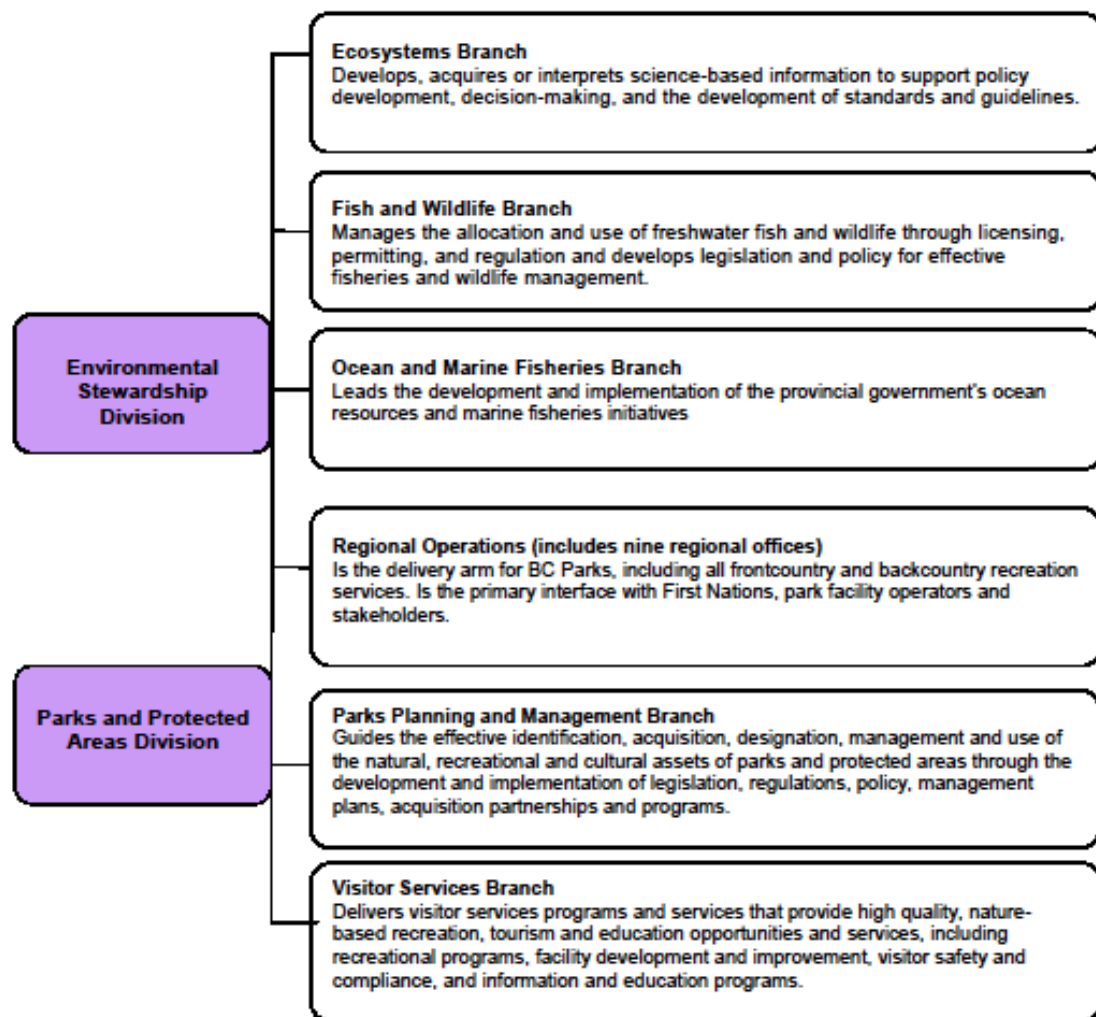 Ecosystems Branch
Develops, acquires or interprets science-based information to support policy
development, decision-making, and the development of standards and guidelines.
Fish and Wildlife Branch
Manages the allocation and use of freshwater fish and wildlife through licensing,
permitting, and regulation and develops legislation and policy for effective
fisheries and wildlife management.
Environmental
Stewardship
Division
Ocean and Marine Fisheries Branch
Leads the development and implementation of the provincial government's ocean
resources and marine fisheries initiatives
Regional Operations (includes nine regional offices)
Is the delivery arm for BC Parks, including all frontcountry and backcountry recreation
services. Is the primary interface with First Nations, park facility operators and
stakeholders.
Parks and Protected
Areas Division
Parks Planning and Management Branch
Guides the effective identification, acquisition, designation, management and use of
the natural, recreational and cultural assets of parks and protected areas through the
development and implementation of legislation, regulations, policy, management
plans, acquisition partnerships and programs.
Visitor Services Branch
Delivers visitor services programs and services that provide high quality, nature-
based recreation, tourism and education opportunities and services, including
recreational programs, facility development and improvement, visitor safety and
compliance, and information and education programs.